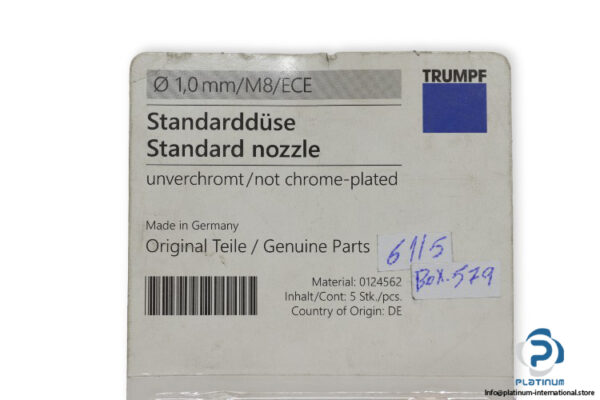 Ø 1,0 mm/M8/ECE
TRUMPF
Standarddüse
Standard nozzle
unverchromt/not chrome-plated
Made in Germany
Original Teile / Genuine Parts
6115
Box.579
Material: 0124562
Inhalt/Cont: 5 Stk./pcs.
Country of Origin: DE
PLATINUM
Info@platinum-international.store